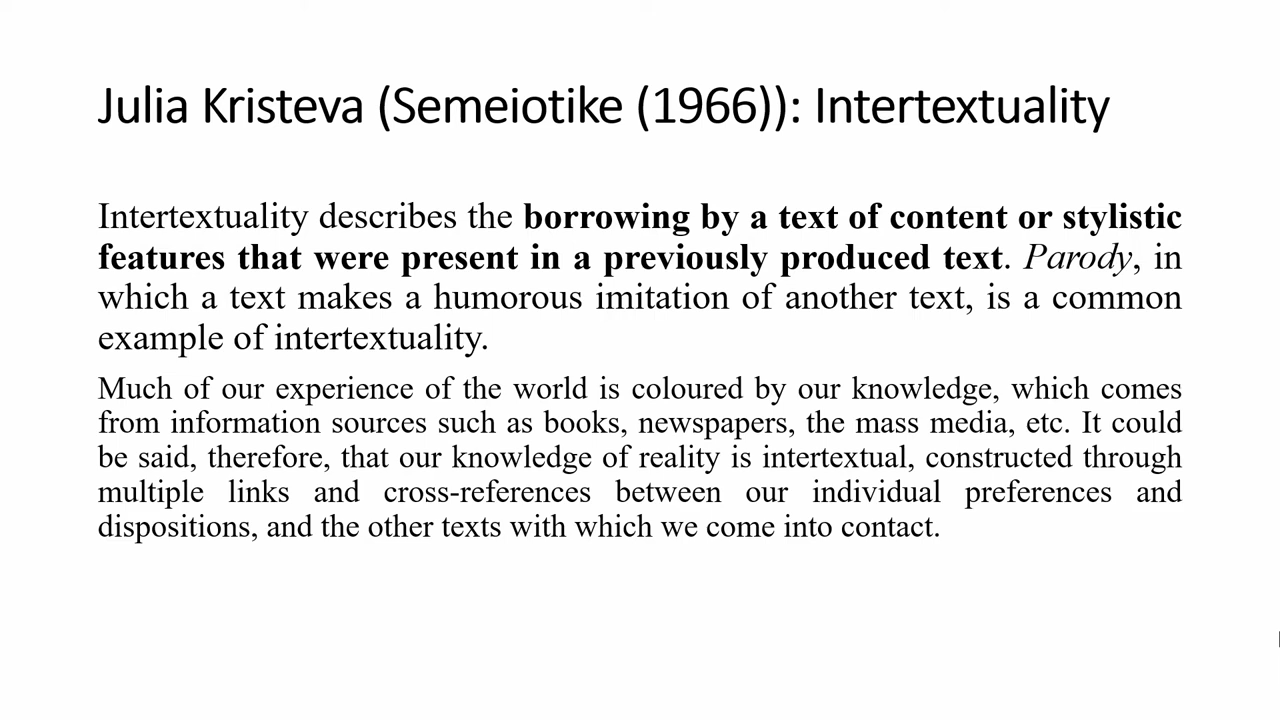 Julia Kristeva (Semeiotike (1966)): Intertextuality
Intertextuality describes the borrowing by a text of content or stylistic
features that were present in a previously produced text. Parody, in
which a text makes a humorous imitation of another text, is a common
example of intertextuality.
Much of our experience of the world is coloured by our knowledge, which comes
from information sources such as books, newspapers, the mass media, etc. It could
be said, therefore, that our knowledge of reality is intertextual, constructed through
multiple links and cross-references between our individual preferences and
dispositions, and the other texts with which we come into contact.